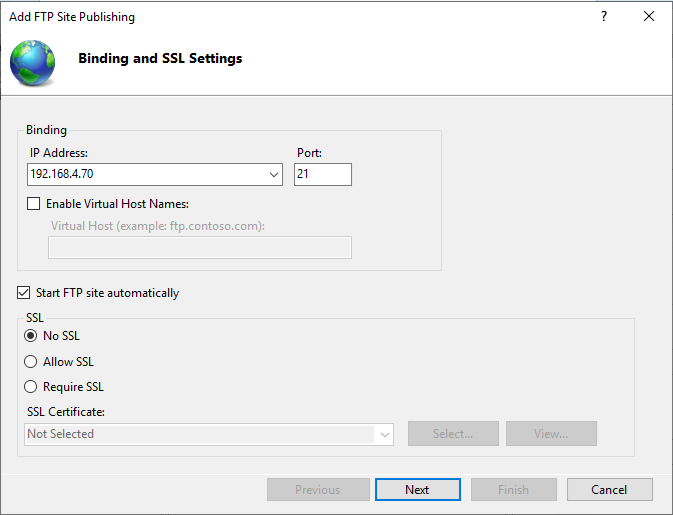 Add FTP Site Publishing
?
Binding and SSL Settings
Binding
IP Address: Port:
192.168.4.70 21
Enable Virtual Host Names:
Virtual Host (example: ftp.contoso.com):
Start FTP site automatically
SSL
No SSL
Allow SSL
Require SSL
SSL Certificate:
Not Selected Select... View...
Previous Next Finish Cancel